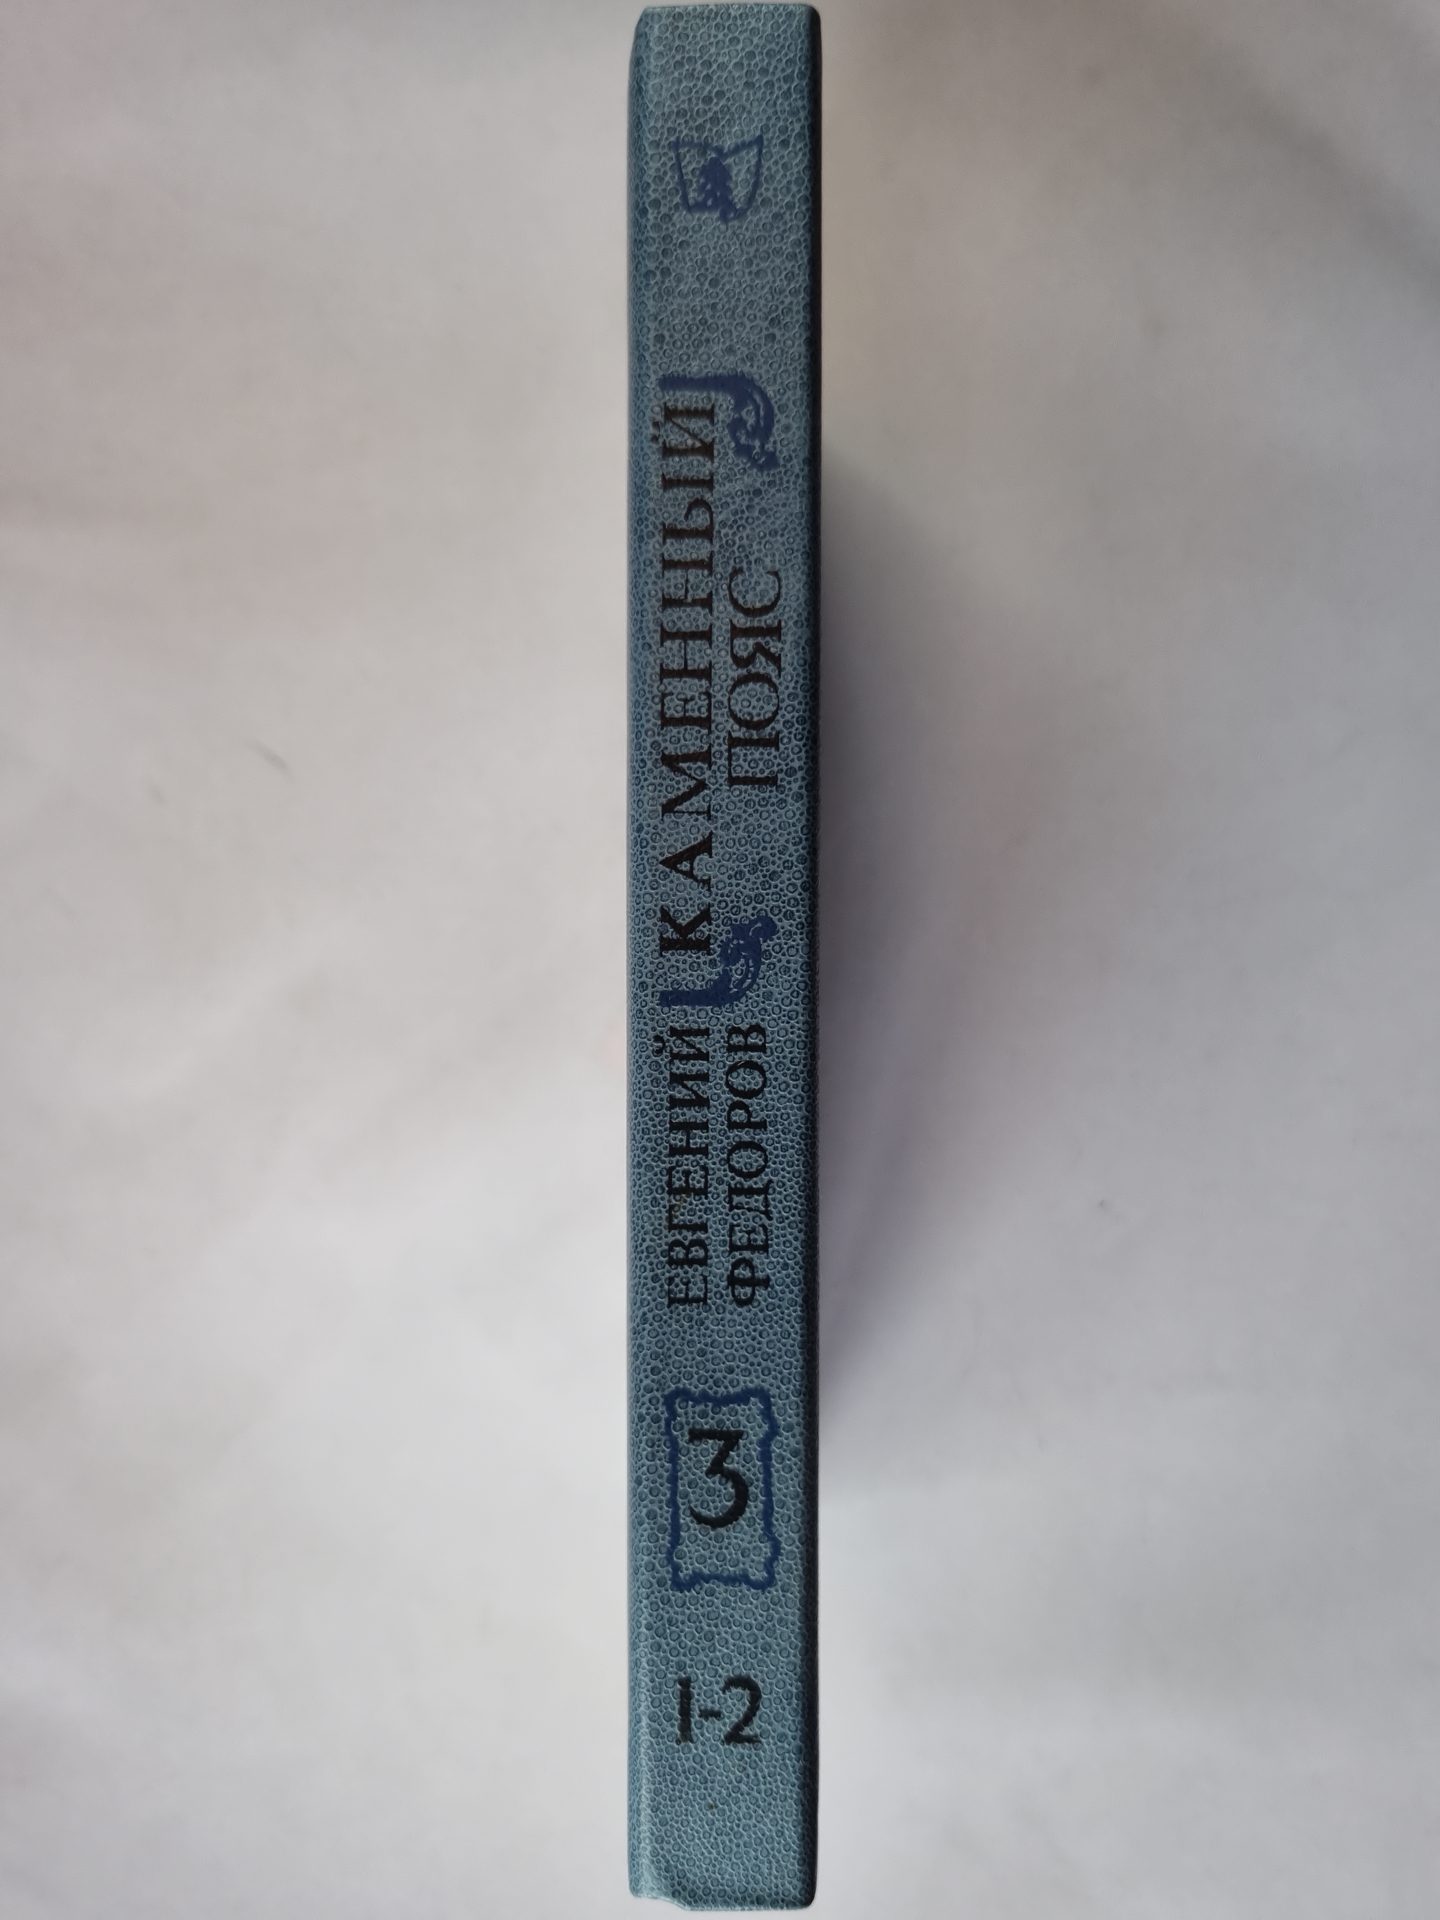 ЕВГЕНИЙ
ФЕДОРОВ
КАМЕННЫЙ
ПОЯС
3
1-2